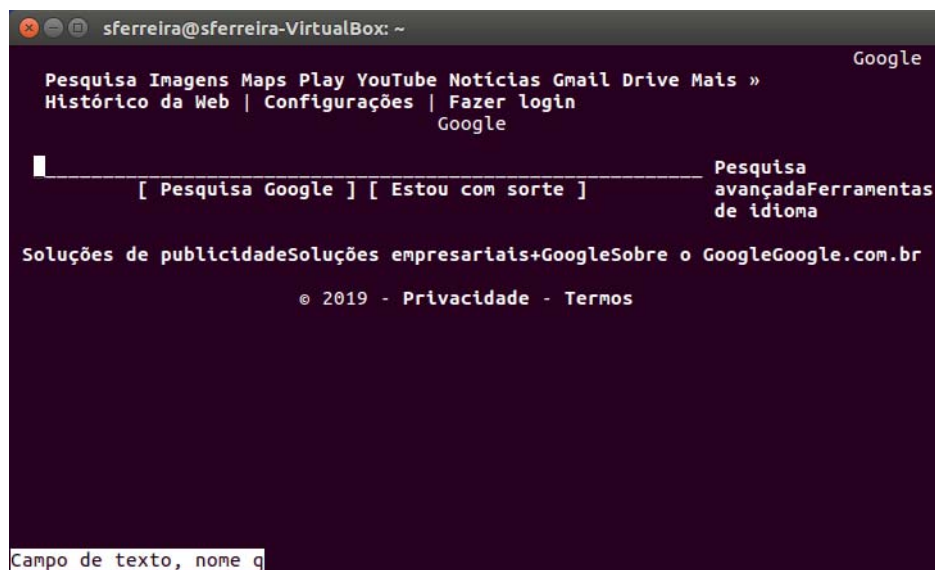 sferreira@sferreira-VirtualBox: ~
Google
Pesquisa Imagens Maps Play YouTube Notícias Gmail Drive Mais »
Histórico da Web | Configurações | Fazer login
Google
Pesquisa
[ Pesquisa Google ] [ Estou com sorte ] avançadaFerramentas
de idioma
Soluções de publicidadeSoluções empresariais+GoogleSobre o GoogleGoogle.com.br
© 2019 - Privacidade - Termos
Campo de texto, nome q